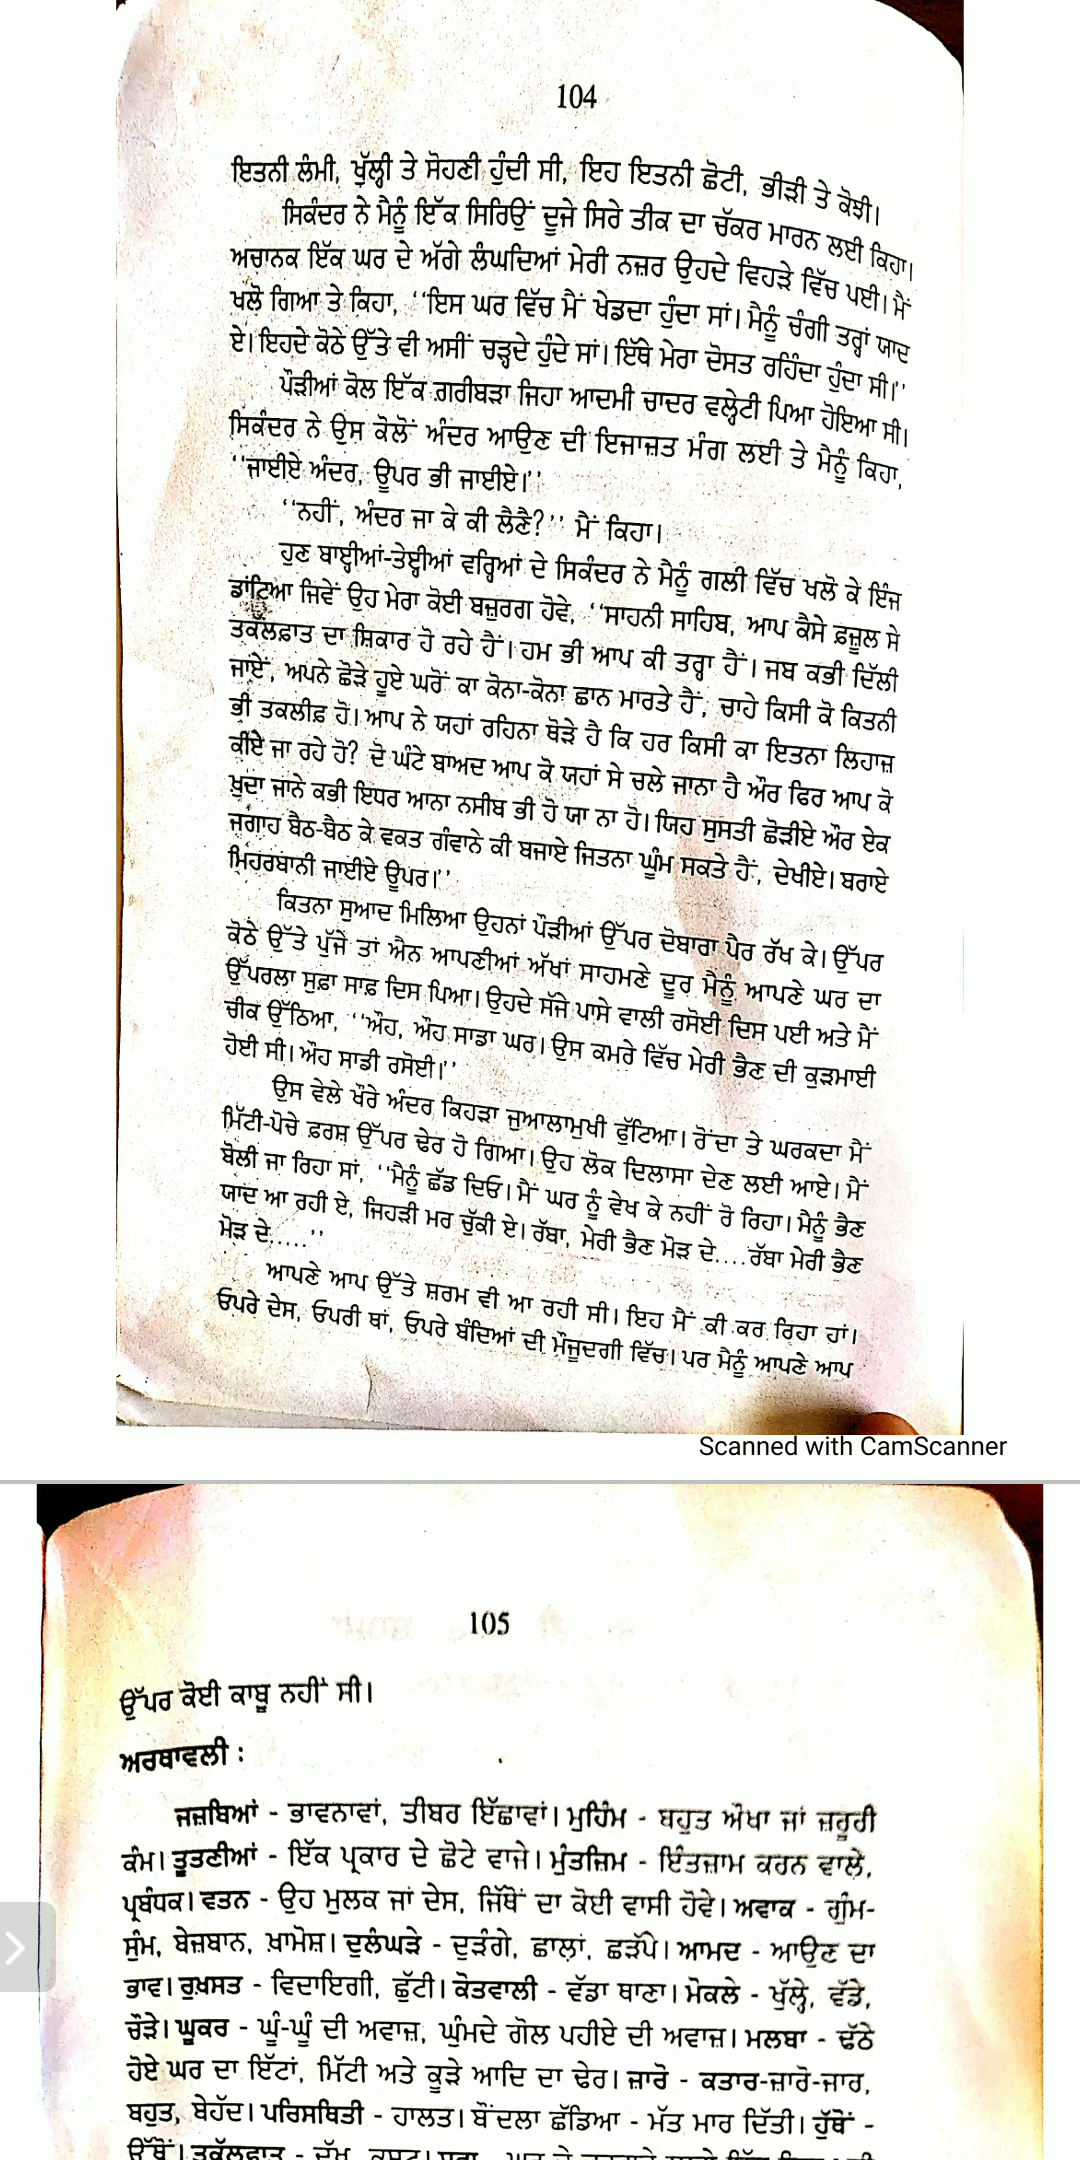 104
ਇਤਨੀ ਲੰਮੀ, ਖੁੱਲ੍ਹੀ ਤੇ ਸੋਹਣੀ ਹੁੰਦੀ ਸੀ, ਇਹ ਇਤਨੀ ਛੋਟੀ, ਭੀੜੀ ਤੇ ਕੋਝੀ।
ਸਿਕੰਦਰ ਨੇ ਮੈਨੂੰ ਇੱਕ ਸਿਰਿਉਂ ਦੂਜੇ ਸਿਰੇ ਤੀਕ ਦਾ ਚੱਕਰ ਮਾਰਨ ਲਈ ਕਿਹਾ।
ਅਚਾਨਕ ਇੱਕ ਘਰ ਦੇ ਅੱਗੇ ਲੰਘਦਿਆਂ ਮੇਰੀ ਨਜ਼ਰ ਉਹਦੇ ਵਿਹੜੇ ਵਿੱਚ ਪਈ। ਮੈਂ
ਖਲੋ ਗਿਆ ਤੇ ਕਿਹਾ, ‘‘ਇਸ ਘਰ ਵਿੱਚ ਮੈਂ ਖੇਡਦਾ ਹੁੰਦਾ ਸਾਂ। ਮੈਨੂੰ ਚੰਗੀ ਤਰ੍ਹਾਂ ਯਾਦ
ਏ। ਇਹਦੇ ਕੋਠੇ ਉੱਤੇ ਵੀ ਅਸੀਂ ਚੜ੍ਹਦੇ ਹੁੰਦੇ ਸਾਂ। ਇੱਥੇ ਮੇਰਾ ਦੋਸਤ ਰਹਿੰਦਾ ਹੁੰਦਾ ਸੀ।’’
ਪੌੜੀਆਂ ਕੋਲ ਇੱਕ ਗ਼ਰੀਬੜਾ ਜਿਹਾ ਆਦਮੀ ਚਾਦਰ ਵਲ੍ਹੇਟੀ ਪਿਆ ਹੋਇਆ ਸੀ।
ਸਿਕੰਦਰ ਨੇ ਉਸ ਕੋਲੋਂ ਅੰਦਰ ਆਉਣ ਦੀ ਇਜਾਜ਼ਤ ਮੰਗ ਲਈ ਤੇ ਮੈਨੂੰ ਕਿਹਾ,
‘‘ਜਾਈਏ ਅੰਦਰ, ਊਪਰ ਭੀ ਜਾਈਏ।’’
‘‘ਨਹੀਂ, ਅੰਦਰ ਜਾ ਕੇ ਕੀ ਲੈਣੈ?’’ ਮੈਂ ਕਿਹਾ।
ਹੁਣ ਬਾਈਆਂ-ਤੇਈਆਂ ਵਰ੍ਹਿਆਂ ਦੇ ਸਿਕੰਦਰ ਨੇ ਮੈਨੂੰ ਗਲੀ ਵਿੱਚ ਖਲੋ ਕੇ ਇੰਜ
ਡਾਂਟਿਆ ਜਿਵੇਂ ਉਹ ਮੇਰਾ ਕੋਈ ਬਜ਼ੁਰਗ ਹੋਵੇ, ‘‘ਸਾਹਨੀ ਸਾਹਿਬ, ਆਪ ਕੈਸੇ ਫ਼ਜ਼ੂਲ ਸੇ
ਤਕੱਲਫ਼ਾਤ ਦਾ ਸ਼ਿਕਾਰ ਹੋ ਰਹੇ ਹੈਂ। ਹਮ ਭੀ ਆਪ ਕੀ ਤਰ੍ਹਾ ਹੈਂ। ਜਬ ਕਭੀ ਦਿੱਲੀ
ਜਾਏਂ, ਅਪਨੇ ਛੋੜੇ ਹੂਏ ਘਰੋਂ ਕਾ ਕੋਨਾ-ਕੋਨਾ ਛਾਨ ਮਾਰਤੇ ਹੈਂ, ਚਾਹੇ ਕਿਸੀ ਕੋ ਕਿਤਨੀ
ਭੀ ਤਕਲੀਫ਼ ਹੋ। ਆਪ ਨੇ ਯਹਾਂ ਰਹਿਨਾ ਥੋੜੇ ਹੈ ਕਿ ਹਰ ਕਿਸੀ ਕਾ ਇਤਨਾ ਲਿਹਾਜ਼
ਕੀਏ ਜਾ ਰਹੇ ਹੋ? ਦੋ ਘੰਟੇ ਬਾਅਦ ਆਪ ਕੋ ਯਹਾਂ ਸੇ ਚਲੇ ਜਾਨਾ ਹੈ ਔਰ ਫਿਰ ਆਪ ਕੋ
ਖ਼ੁਦਾ ਜਾਨੇ ਕਭੀ ਇਧਰ ਆਨਾ ਨਸੀਬ ਭੀ ਹੋ ਯਾ ਨਾ ਹੋ। ਯਿਹ ਸੁਸਤੀ ਛੋੜੀਏ ਔਰ ਏਕ
ਜਗਾਹ ਬੈਠ-ਬੈਠ ਕੇ ਵਕਤ ਗੰਵਾਨੇ ਕੀ ਬਜਾਏ ਜਿਤਨਾ ਘੂੰਮ ਸਕਤੇ ਹੈਂ, ਦੇਖੀਏ। ਬਰਾਏ
ਮਿਹਰਬਾਨੀ ਜਾਈਏ ਊਪਰ।’’
ਕਿਤਨਾ ਸੁਆਦ ਮਿਲਿਆ ਉਹਨਾਂ ਪੌੜੀਆਂ ਉੱਪਰ ਦੋਬਾਰਾ ਪੈਰ ਰੱਖ ਕੇ। ਉੱਪਰ
ਕੋਠੇ ਉੱਤੇ ਪੁੱਜੇ ਤਾਂ ਐਨ ਆਪਣੀਆਂ ਅੱਖਾਂ ਸਾਹਮਣੇ ਦੂਰ ਮੈਨੂੰ ਆਪਣੇ ਘਰ ਦਾ
ਉੱਪਰਲਾ ਸੁਫ਼ਾ ਸਾਫ਼ ਦਿਸ ਪਿਆ। ਉਹਦੇ ਸੱਜੇ ਪਾਸੇ ਵਾਲੀ ਰਸੋਈ ਦਿਸ ਪਈ ਅਤੇ ਮੈਂ
ਚੀਕ ਉੱਠਿਆ, ‘‘ਔਹ, ਔਹ ਸਾਡਾ ਘਰ। ਉਸ ਕਮਰੇ ਵਿੱਚ ਮੇਰੀ ਭੈਣ ਦੀ ਕੁੜਮਾਈ
ਹੋਈ ਸੀ। ਔਹ ਸਾਡੀ ਰਸੋਈ।’’
ਉਸ ਵੇਲੇ ਖੌਰੇ ਅੰਦਰ ਕਿਹੜਾ ਜੁਆਲਾਮੁਖੀ ਫੁੱਟਿਆ। ਰੋਂਦਾ ਤੇ ਘਰਕਦਾ ਮੈਂ
ਮਿੱਟੀ-ਪੋਚੇ ਫ਼ਰਸ਼ ਉੱਪਰ ਢੇਰ ਹੋ ਗਿਆ। ਉਹ ਲੋਕ ਦਿਲਾਸਾ ਦੇਣ ਲਈ ਆਏ। ਮੈਂ
ਬੋਲੀ ਜਾ ਰਿਹਾ ਸਾਂ, ‘‘ਮੈਨੂੰ ਛੱਡ ਦਿਓ। ਮੈਂ ਘਰ ਨੂੰ ਵੇਖ ਕੇ ਨਹੀਂ ਰੋ ਰਿਹਾ। ਮੈਨੂੰ ਭੈਣ
ਯਾਦ ਆ ਰਹੀ ਏ, ਜਿਹੜੀ ਮਰ ਚੁੱਕੀ ਏ। ਰੱਬਾ, ਮੇਰੀ ਭੈਣ ਮੋੜ ਦੇ....ਰੱਬਾ ਮੇਰੀ ਭੈਣ
ਮੋੜ ਦੇ.....’’
ਆਪਣੇ ਆਪ ਉੱਤੇ ਸ਼ਰਮ ਵੀ ਆ ਰਹੀ ਸੀ। ਇਹ ਮੈਂ ਕੀ ਕਰ ਰਿਹਾ ਹਾਂ।
ਓਪਰੇ ਦੇਸ, ਓਪਰੀ ਥਾਂ, ਓਪਰੇ ਬੰਦਿਆਂ ਦੀ ਮੌਜੂਦਗੀ ਵਿੱਚ। ਪਰ ਮੈਨੂੰ ਆਪਣੇ ਆਪ
Scanned with CamScanner
105
ਉੱਪਰ ਕੋਈ ਕਾਬੂ ਨਹੀਂ ਸੀ।
ਅਰਥਾਵਲੀ :
ਜਜ਼ਬਿਆਂ - ਭਾਵਨਾਵਾਂ, ਤੀਬਰ ਇੱਛਾਵਾਂ। ਮੁਹਿੰਮ - ਬਹੁਤ ਔਖਾ ਜਾਂ ਜ਼ਰੂਰੀ
ਕੰਮ। ਤੂਤਣੀਆਂ - ਇੱਕ ਪ੍ਰਕਾਰ ਦੇ ਛੋਟੇ ਵਾਜੇ। ਮੁੰਤਜ਼ਿਮ - ਇੰਤਜ਼ਾਮ ਕਰਨ ਵਾਲੇ,
ਪ੍ਰਬੰਧਕ। ਵਤਨ - ਉਹ ਮੁਲਕ ਜਾਂ ਦੇਸ, ਜਿੱਥੋਂ ਦਾ ਕੋਈ ਵਾਸੀ ਹੋਵੇ। ਅਵਾਕ - ਗੁੰਮ-
ਸੁੰਮ, ਬੇਜ਼ਬਾਨ, ਖ਼ਾਮੋਸ਼। ਦੁਲੰਘੜੇ - ਦੁੜੰਗੇ, ਛਾਲਾਂ, ਛੜੱਪੇ। ਆਮਦ - ਆਉਣ ਦਾ
ਭਾਵ। ਰੁਖ਼ਸਤ - ਵਿਦਾਇਗੀ, ਛੁੱਟੀ। ਕੋਤਵਾਲੀ - ਵੱਡਾ ਥਾਣਾ। ਮੋਕਲੇ - ਖੁੱਲ੍ਹੇ, ਵੱਡੇ,
ਚੌੜੇ। ਘੂਕਰ - ਘੂੰ-ਘੂੰ ਦੀ ਅਵਾਜ਼, ਘੁੰਮਦੇ ਗੋਲ ਪਹੀਏ ਦੀ ਅਵਾਜ਼। ਮਲਬਾ - ਢੱਠੇ
ਹੋਏ ਘਰ ਦਾ ਇੱਟਾਂ, ਮਿੱਟੀ ਅਤੇ ਕੂੜੇ ਆਦਿ ਦਾ ਢੇਰ। ਜ਼ਾਰੋ - ਕਤਾਰ-ਜ਼ਾਰੋ-ਜਾਰ,
ਬਹੁਤ, ਬੇਹੱਦ। ਪਰਿਸਥਿਤੀ - ਹਾਲਤ। ਬੌਂਦਲਾ ਛੱਡਿਆ - ਮੱਤ ਮਾਰ ਦਿੱਤੀ। ਹੁੱਥੋਂ -
ਉੱਥੋਂ। ਤਕੱਲਫ਼ਾਤ -